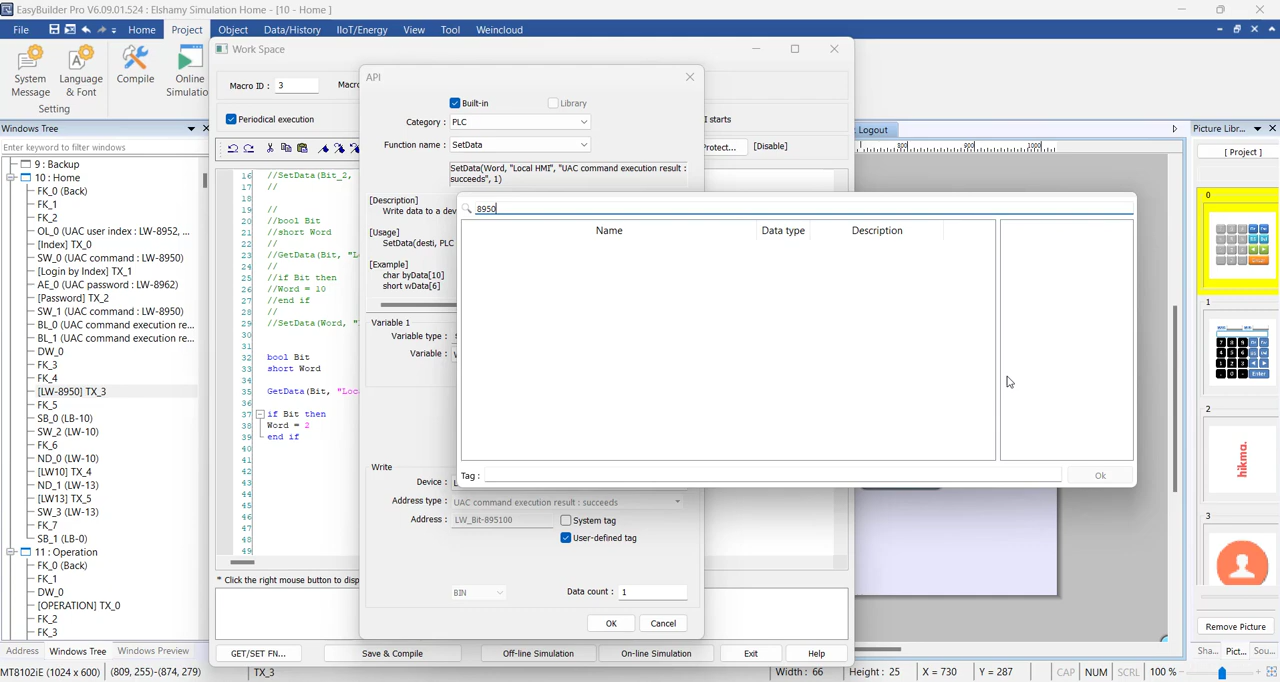 EasyBuilder Pro V6.09.01.524 : Elshamy Simulation Home - [10 - Home ]
File Home Project Object Data/History IIoT/Energy View Tool Weincloud
System Message
Language & Font
Compile
Online Simulatio
Setting
Windows Tree
Enter keyword to filter windows
9 : Backup
10 : Home
FK_0 (Back)
FK_1
FK_2
OL_0 (UAC user index : LW-8952, ...
[Index] TX_0
SW_0 (UAC command : LW-8950)
[Login by Index] TX_1
AE_0 (UAC password : LW-8962)
[Password] TX_2
SW_1 (UAC command : LW-8950)
BL_0 (UAC command execution re...
BL_1 (UAC command execution re...
DW_0
FK_3
FK_4
[LW-8950] TX_3
FK_5
SB_0 (LB-10)
SW_2 (LW-10)
FK_6
ND_0 (LW-10)
[LW10] TX_4
ND_1 (LW-13)
[LW13] TX_5
SW_3 (LW-13)
FK_7
SB_1 (LB-0)
11 : Operation
FK_0 (Back)
FK_1
DW_0
[OPERATION] TX_0
FK_2
FK_3
Address Windows Tree Windows Preview
Work Space
Macro ID : 3 Macro
Periodical execution
I starts
Protect... [Disable]
16 //SetData(Bit_2,
17 //
18
19 //
20 //bool Bit
21 //short Word
22 //
23 //GetData(Bit, "L
24 //
25 //if Bit then
26 //Word = 10
27 //end if
28 //
29 //SetData(Word, "
30
31
32 bool Bit
33 short Word
34
35 GetData(Bit, "Loc
36
37 if Bit then
38 Word = 2
39 end if
40
41
42
43
44
45
46
47
48
49
* Click the right mouse button to disp
GET/SET FN... Save & Compile Off-line Simulation On-line Simulation Exit Help
API
Built-in Library
Category : PLC
Function name : SetData
SetData(Word, "Local HMI", "UAC command execution result : succeeds", 1)
[Description]
Write data to a dev
[Usage]
SetData(desti, PLC
[Example]
char byData[10]
short wData[6]
Variable 1
Variable type :
Variable :
Write
Device :
Address type : UAC command execution result : succeeds
Address : LW_Bit-895100 System tag
User-defined tag
BIN Data count : 1
OK Cancel
8950
Name Data type Description
Tag : Ok
Logout
800 900 1000
Picture Libr...
[ Project ]
0
1
2
hikma.
3
Remove Picture
Sha... Pict... Sou...
MT8102iE (1024 x 600) (809, 255)-(874, 279) TX_3 Width : 66 Height : 25 X = 730 Y = 287 CAP NUM SCRL 100 %